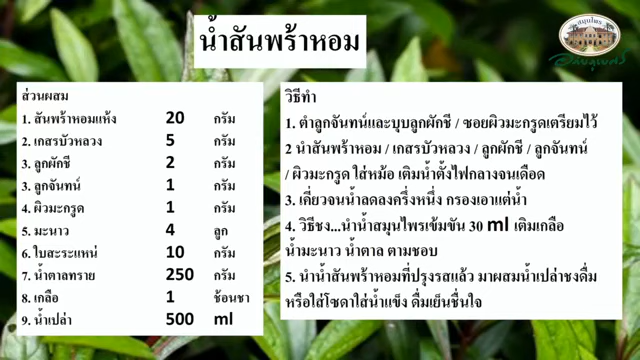 น้ำสันพร้าหอม
สมุนไพร
อภัยภูเบศร
ส่วนผสม
1. สันพร้าหอมแห้ง 20 กรัม
2. เกสรบัวหลวง 5 กรัม
3. ลูกผักชี 2 กรัม
3. ลูกจันทน์ 1 กรัม
4. ผิวมะกรูด 1 กรัม
5. มะนาว 4 ลูก
6. ใบสะระแหน่ 10 กรัม
7. น้ำตาลทราย 250 กรัม
8. เกลือ 1 ช้อนชา
9. น้ำเปล่า 500 ml
วิธีทำ
1. ตำลูกจันทน์และบุบลูกผักชี / ซอยผิวมะกรูดเตรียมไว้
2 นำสันพร้าหอม / เกสรบัวหลวง / ลูกผักชี / ลูกจันทน์
/ ผิวมะกรูด ใส่หม้อ เติมน้ำตั้งไฟกลางจนเดือด
3. เคี่ยวจนน้ำลดลงครึ่งหนึ่ง กรองเอาแต่น้ำ
4. วิธีชง...นำน้ำสมุนไพรเข้มข้น 30 ml เติมเกลือ
น้ำมะนาว น้ำตาล ตามชอบ
5. นำน้ำสันพร้าหอมที่ปรุงรสแล้ว มาผสมน้ำเปล่าชงดื่ม
หรือใส่โซดาใส่น้ำแข็ง ดื่มเย็นชื่นใจ